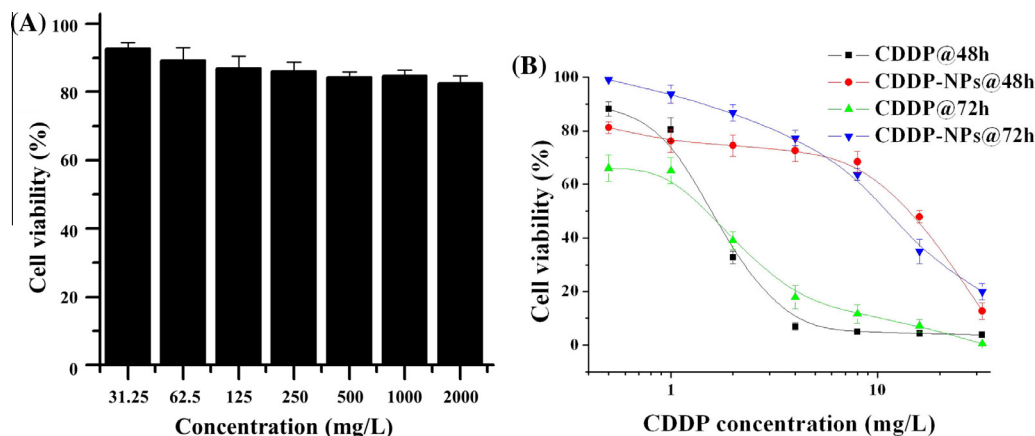 (A)
100
80
60
40
20
0
Cell viability (%)
31.25 62.5 125 250 500 1000 2000
Concentration (mg/L)
(B)
CDDP@48h
CDDP-NPs@48h
CDDP@72h
CDDP-NPs@72h
100
80
60
40
20
0
Cell viability (%)
1 10
CDDP concentration (mg/L)